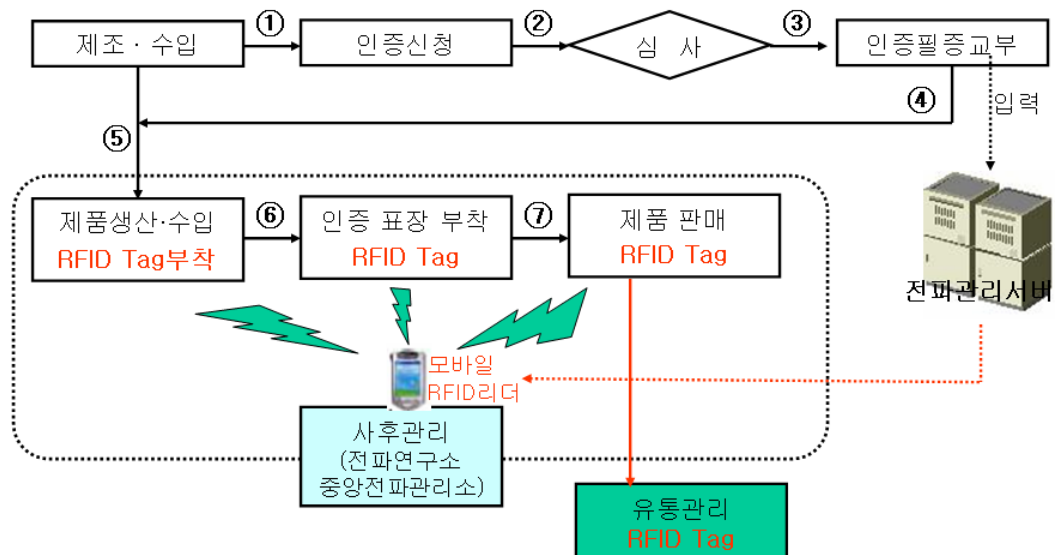 제조 · 수입
①
인증신청
②
심 사
③
인증필증교부
④
입력
⑤
제품생산·수입
RFID Tag부착
⑥
인증 표장 부착
RFID Tag
⑦
제품 판매
RFID Tag
전파관리서버
모바일
RFID리더
사후관리
(전파연구소
중앙전파관리소)
유통관리
RFID Tag